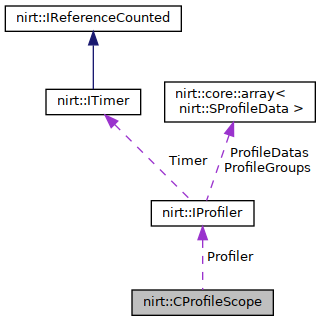 nirt::IReferenceCounted
nirt::ITimer
nirt::core::array<
nirt::SProfileData >
Timer
ProfileDatas
ProfileGroups
nirt::IProfiler
Profiler
nirt::CProfileScope